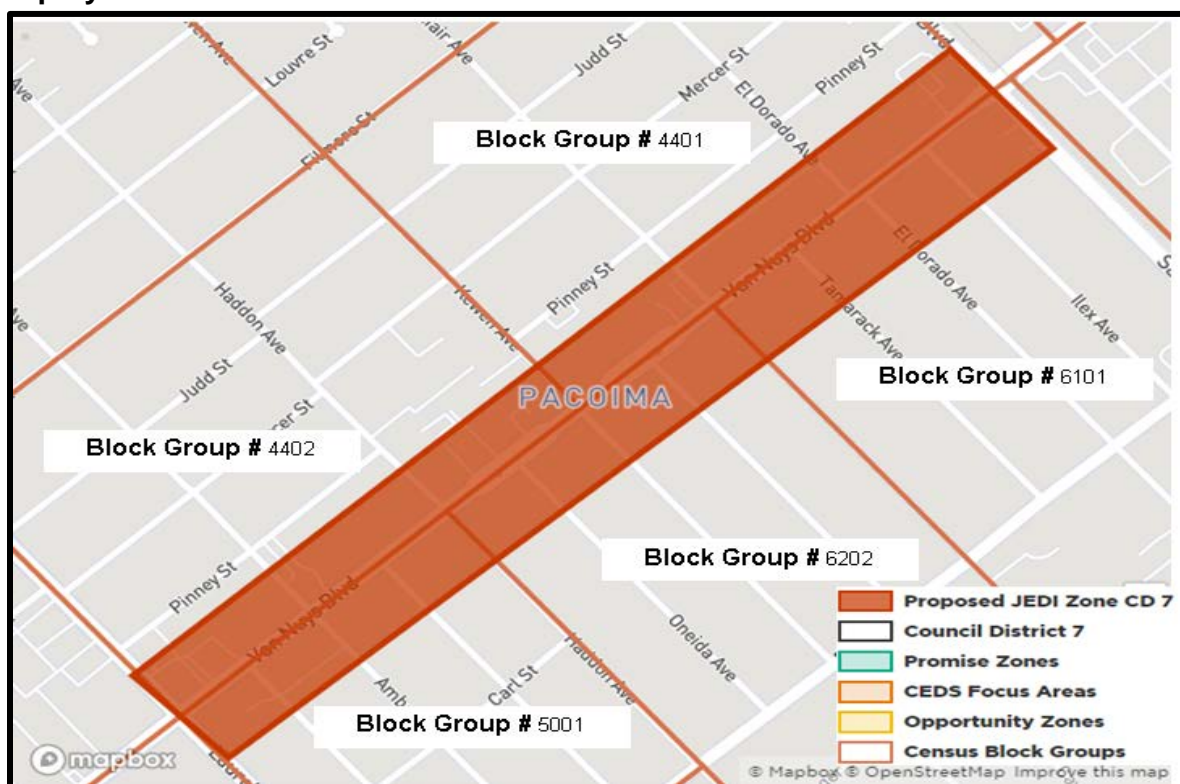 Louvre St
Judd St
Mercer St
Pinney St
Blvd
El Dorado Ave
Block Group # 4401
Filmore St
Ave
Van Nuys Blvd
El Dorado Ave
Haddon Ave
Kewen Ave
Pinney St
Tamarack Ave
Ilex Ave
Judd St
PACOIMA
Block Group # 6101
Block Group # 4402
Pinney St
Block Group # 6202
Van Nuys Blvd
Oneida Ave
Haddon Ave
Carl St
Block Group # 5001
Proposed JEDI Zone CD 7
Council District 7
Promise Zones
CEDS Focus Areas
Opportunity Zones
Census Block Groups
mapbox
© Mapbox © OpenStreetMap Improve this map